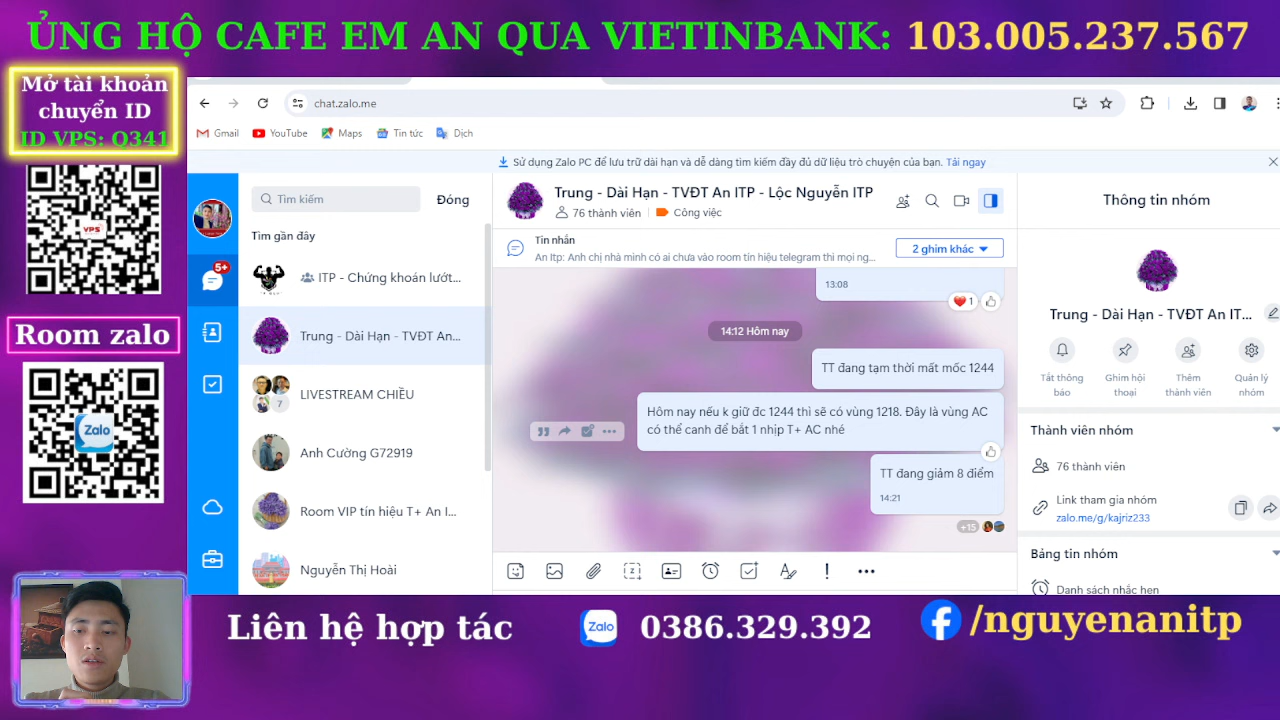 ỦNG HỘ CAFE EM AN QUA VIETINBANK: 103.005.237.567
Mở tài khoản
chuyển ID
ID VPS: O341
VPS
Room zalo
Zalo
chat.zalo.me
Gmail
YouTube
Maps
Tin tức
Dịch
Sử dụng Zalo PC để lưu trữ dài hạn và dễ dàng tìm kiếm đầy đủ dữ liệu trò chuyện của bạn. Tải ngay
5+
Tìm kiếm
Đóng
Tìm gần đây
ITP - Chứng khoán lướt...
Trung - Dài Hạn - TVĐT An...
LIVESTREAM CHIỀU
7
Anh Cường G72919
Room VIP tín hiệu T+ An I...
Nguyễn Thị Hoài
Trung - Dài Hạn - TVĐT An ITP - Lộc Nguyễn ITP
76 thành viên
Công việc
Tin nhắn
An Itp: Anh chị nhà mình có ai chưa vào room tín hiệu telegram thì mọi ng...
2 ghim khác
13:08
1
14:12 Hôm nay
TT đang tạm thời mất mốc 1244
Hôm nay nếu k giữ đc 1244 thì sẽ có vùng 1218. Đây là vùng AC
có thể canh để bắt 1 nhịp T+ AC nhé
TT đang giảm 8 điểm
14:21
+15
Thông tin nhóm
Trung - Dài Hạn - TVĐT An IT...
Tắt thông
báo
Ghim hội
thoại
Thêm
thành viên
Quản lý
nhóm
Thành viên nhóm
76 thành viên
Link tham gia nhóm
zalo.me/g/kajriz233
Bảng tin nhóm
Danh sách nhắc hẹn
Liên hệ hợp tác
Zalo
0386.329.392
/nguyenanitp